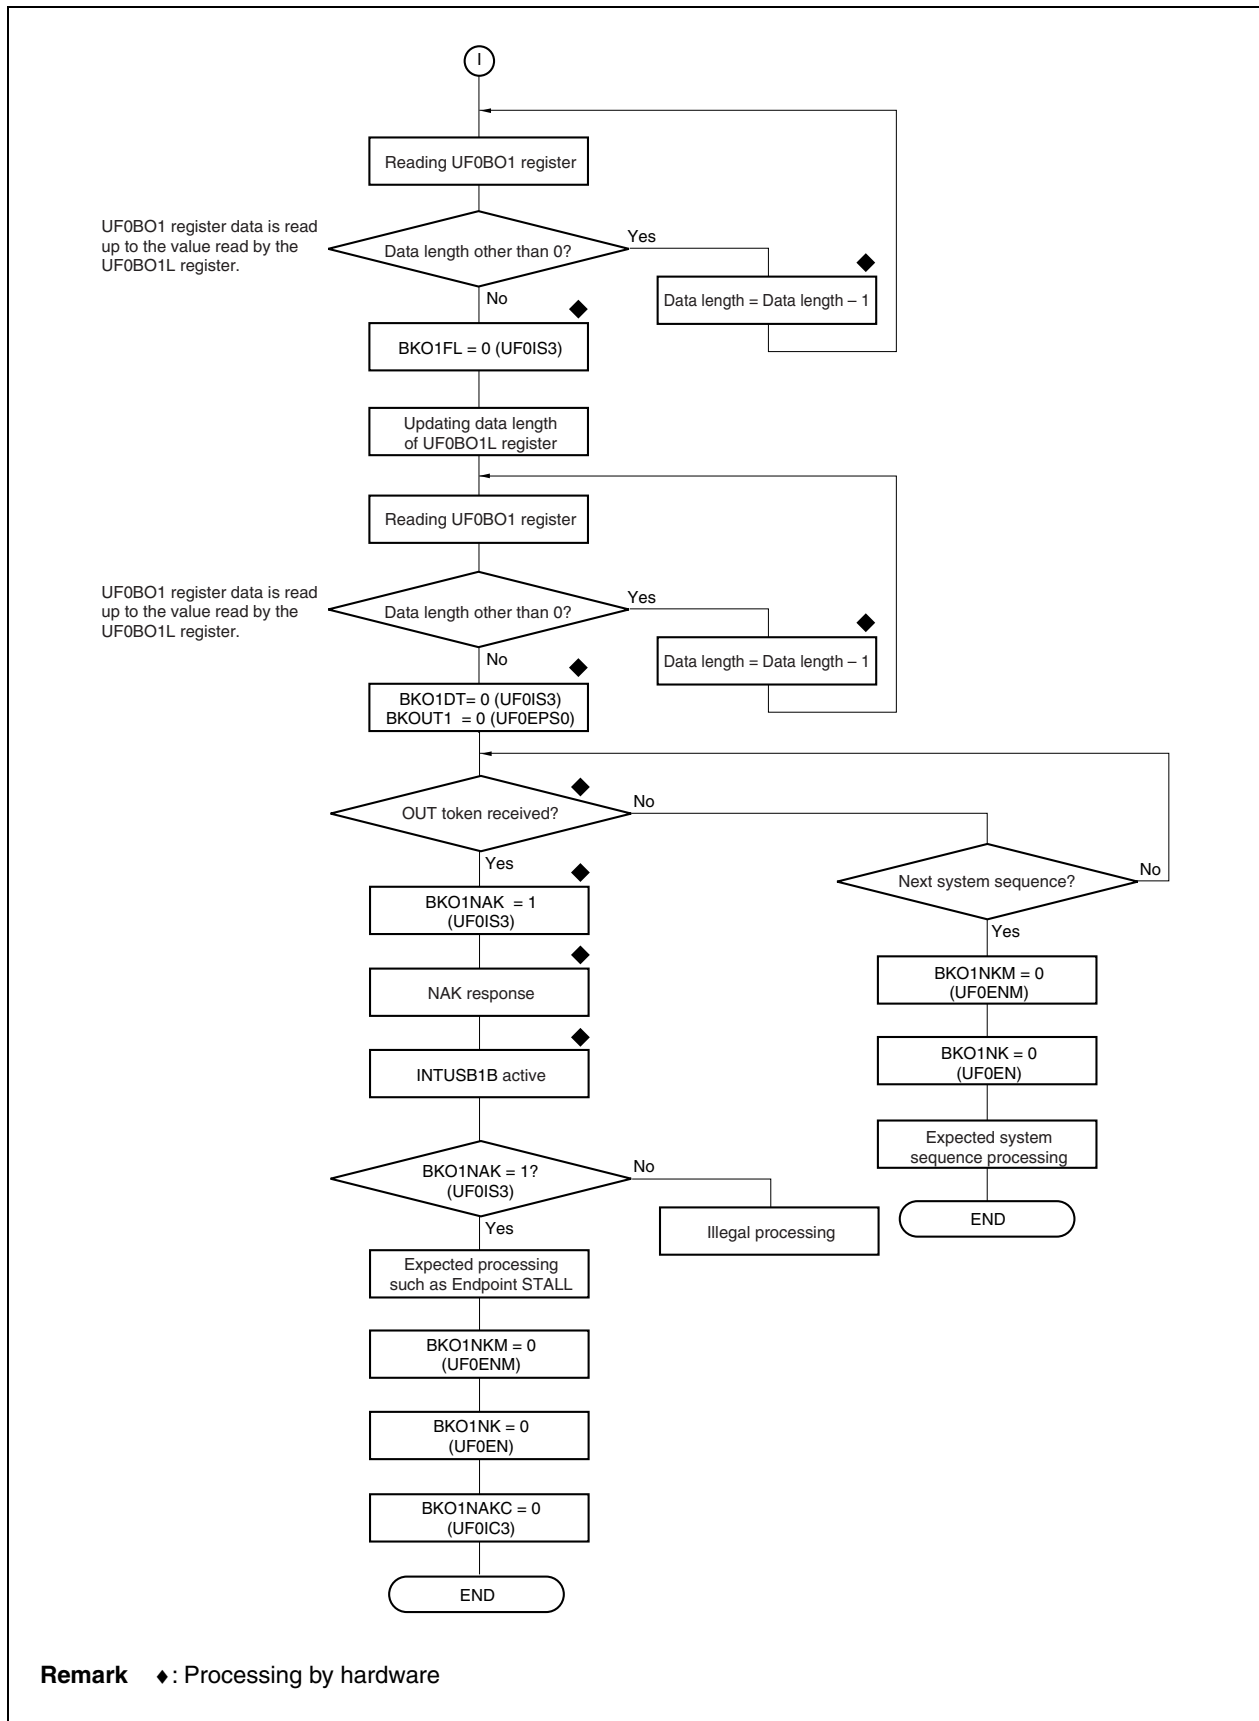 I
Reading UF0BO1 register
UF0BO1 register data is read
up to the value read by the
UF0BO1L register.
Data length other than 0?
Yes
Data length = Data length – 1
No
BKO1FL = 0 (UF0IS3)
Updating data length
of UF0BO1L register
Reading UF0BO1 register
UF0BO1 register data is read
up to the value read by the
UF0BO1L register.
Data length other than 0?
Yes
Data length = Data length – 1
No
BKO1DT= 0 (UF0IS3)
BKOUT1 = 0 (UF0EPS0)
OUT token received?
No
Yes
Next system sequence?
No
Yes
BKO1NAK = 1
(UF0IS3)
NAK response
INTUSB1B active
BKO1NKM = 0
(UF0ENM)
BKO1NK = 0
(UF0EN)
Expected system
sequence processing
END
BKO1NAK = 1?
(UF0IS3)
No
Illegal processing
Yes
Expected processing
such as Endpoint STALL
BKO1NKM = 0
(UF0ENM)
BKO1NK = 0
(UF0EN)
BKO1NAKC = 0
(UF0IC3)
END
Remark ♦: Processing by hardware